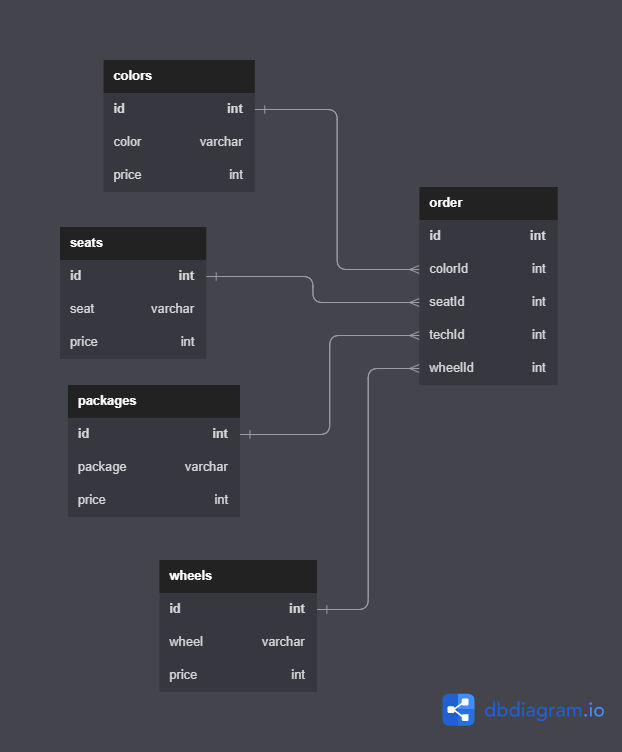 colors
id int
color varchar
price int
order
id int
colorId int
seatId int
techId int
wheelId int
seats
id int
seat varchar
price int
packages
id int
package varchar
price int
wheels
id int
wheel varchar
price int
dbdiagram.io